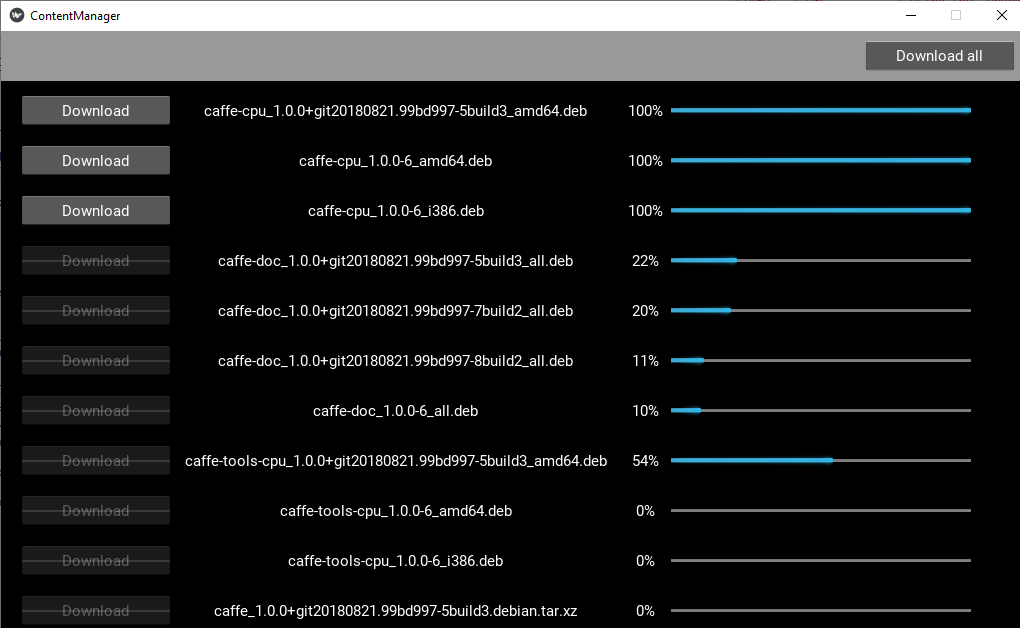 ContentManager
Download all
Download caffe-cpu_1.0.0+git20180821.99bd997-5build3_amd64.deb 100%
Download caffe-cpu_1.0.0-6_amd64.deb 100%
Download caffe-cpu_1.0.0-6_i386.deb 100%
Download caffe-doc_1.0.0+git20180821.99bd997-5build3_all.deb 22%
Download caffe-doc_1.0.0+git20180821.99bd997-7build2_all.deb 20%
Download caffe-doc_1.0.0+git20180821.99bd997-8build2_all.deb 11%
Download caffe-doc_1.0.0-6_all.deb 10%
Download caffe-tools-cpu_1.0.0+git20180821.99bd997-5build3_amd64.deb 54%
Download caffe-tools-cpu_1.0.0-6_amd64.deb 0%
Download caffe-tools-cpu_1.0.0-6_i386.deb 0%
Download caffe_1.0.0+git20180821.99bd997-5build3.debian.tar.xz 0%